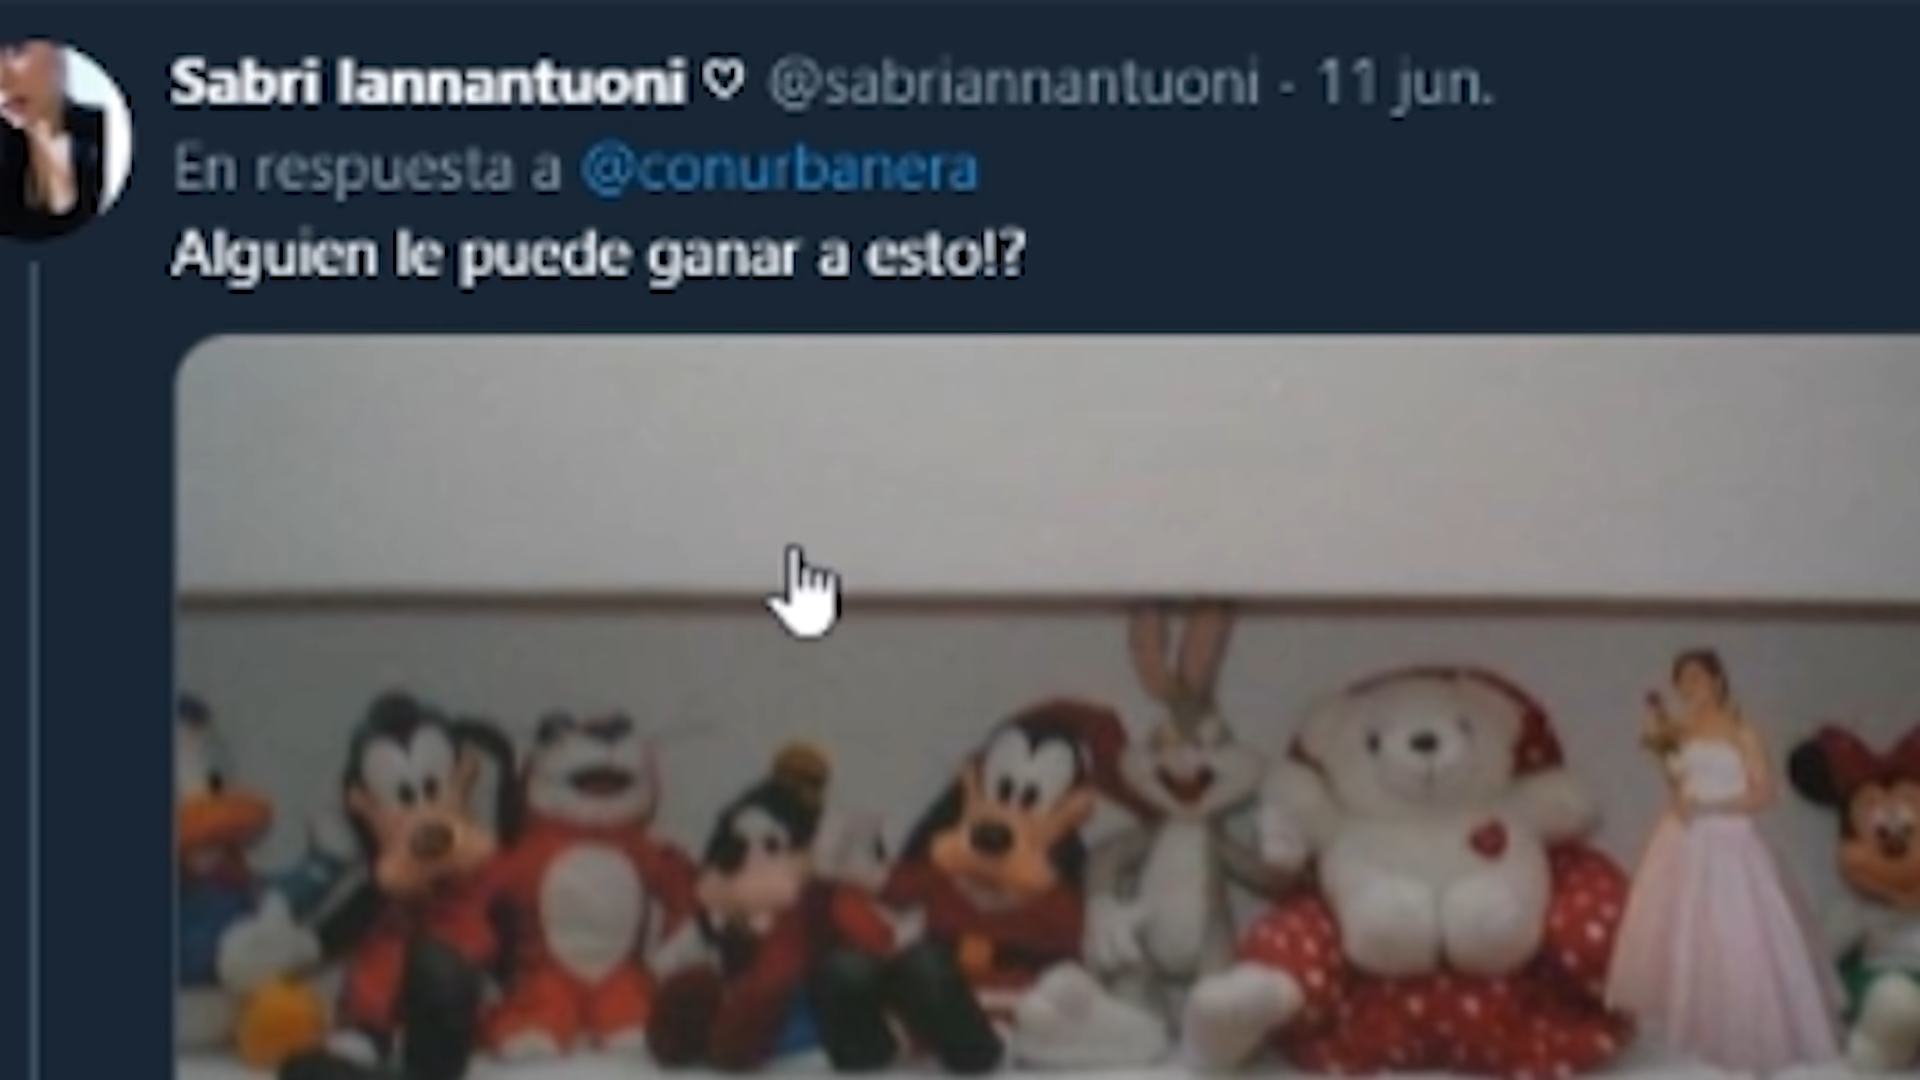 Sabri Iannantuoni ♡ @sabriannantuoni · 11 jun.
En respuesta a @conurbanera
Alguien le puede ganar a esto!?